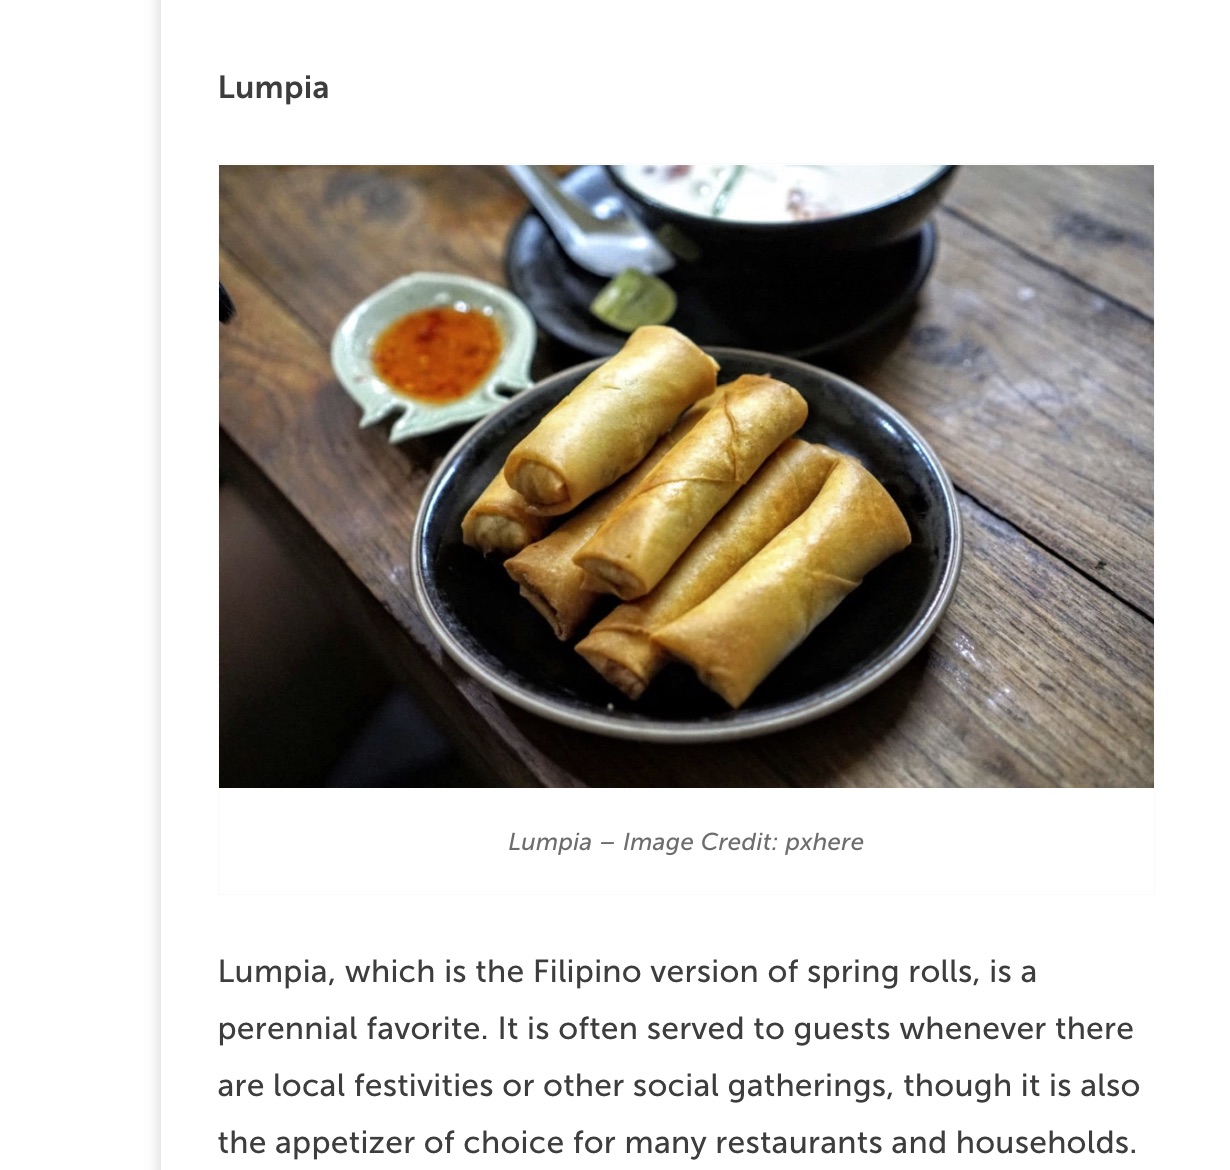 Lumpia
Lumpia – Image Credit: pxhere
Lumpia, which is the Filipino version of spring rolls, is a
perennial favorite. It is often served to guests whenever there
are local festivities or other social gatherings, though it is also
the appetizer of choice for many restaurants and households.